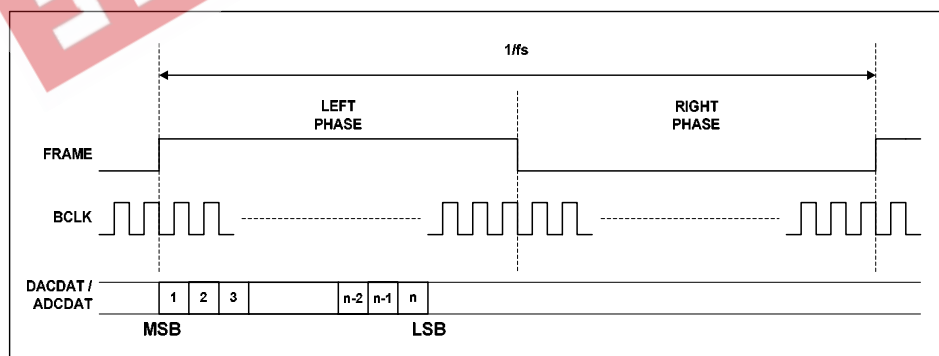 1/fs
LEFT
PHASE
RIGHT
PHASE
FRAME
BCLK
DACDAT /
ADCDAT
1 2 3 n-2 n-1 n
MSB LSB